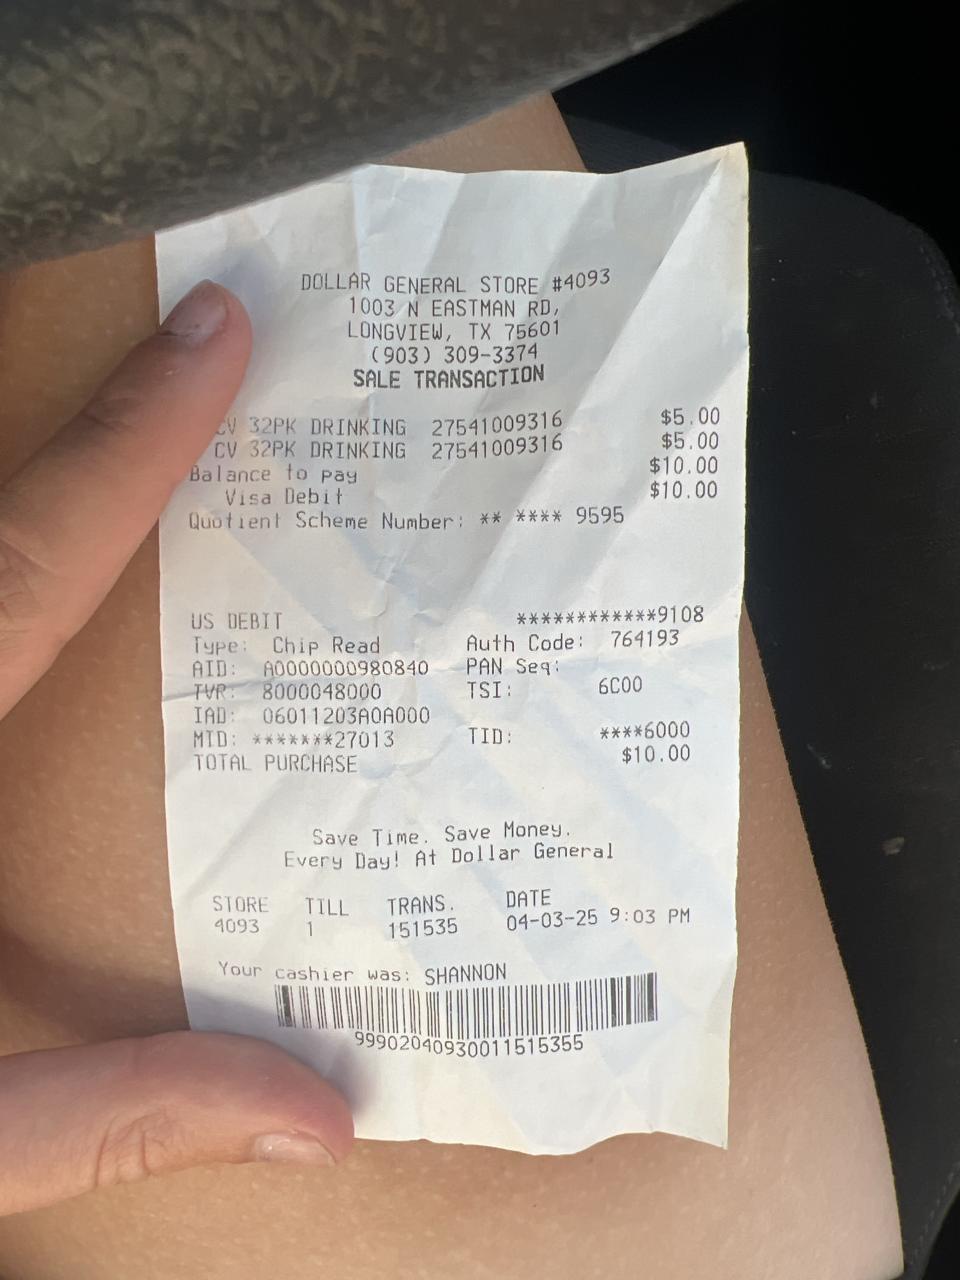 DOLLAR GENERAL STORE #4093
1003 N EASTMAN RD,
LONGVIEW, TX 75601
(903) 309-3374
SALE TRANSACTION
CV 32PK DRINKING 27541009316 $5.00
CV 32PK DRINKING 27541009316 $5.00
Balance to pay $10.00
Visa Debit $10.00
Quotient Scheme Number: ** **** 9595
US DEBIT ************9108
Type: Chip Read Auth Code: 764193
AID: A0000000980840 PAN Seq:
TVR: 8000048000 TSI: 6C00
IAD: 06011203A0A000
MID: *******27013 TID: ****6000
TOTAL PURCHASE $10.00
Save Time. Save Money.
Every Day! At Dollar General
STORE TILL TRANS. DATE
4093 1 151535 04-03-25 9:03 PM
Your cashier was: SHANNON
99902040930011515355